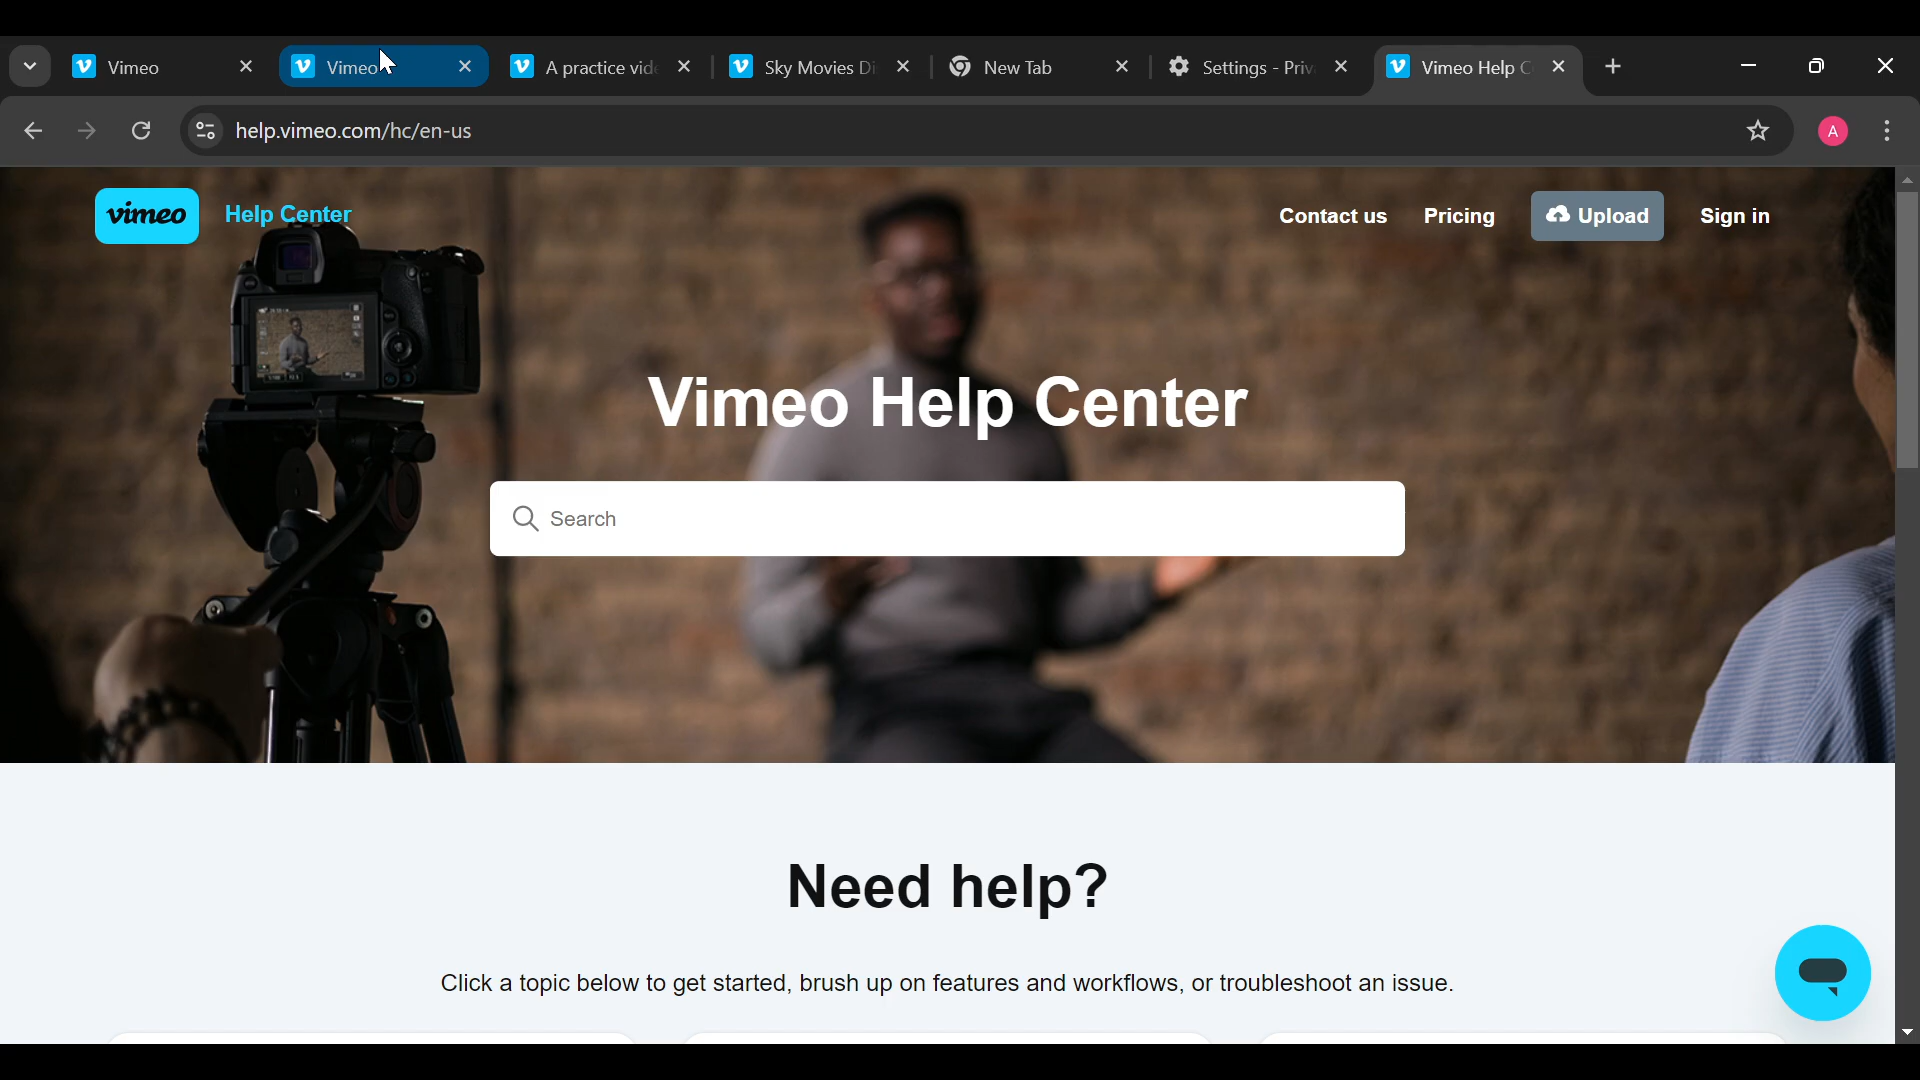 Vimeo
Vimeo
A practice vid
Sky Movies Di
New Tab
Settings - Priv
Vimeo Help C
help.vimeo.com/hc/en-us
A
vimeo
Help Center
Contact us
Pricing
Upload
Sign in
Vimeo Help Center
Search
Need help?
Click a topic below to get started, brush up on features and workflows, or troubleshoot an issue.